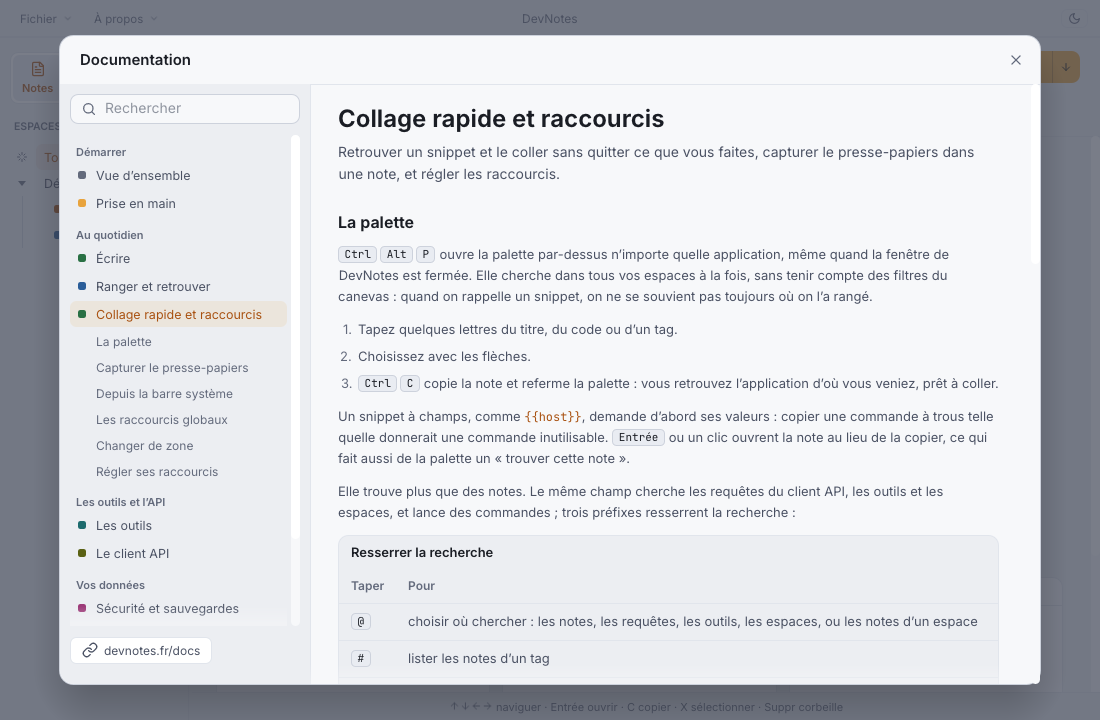 Fichier
À propos
DevNotes
Documentation
Notes
ESPACES
Rechercher
Démarrer
Vue d’ensemble
Prise en main
Au quotidien
Écrire
Ranger et retrouver
Collage rapide et raccourcis
La palette
Capturer le presse-papiers
Depuis la barre système
Les raccourcis globaux
Changer de zone
Régler ses raccourcis
Les outils et l’API
Les outils
Le client API
Vos données
Sécurité et sauvegardes
devnotes.fr/docs
Collage rapide et raccourcis
Retrouver un snippet et le coller sans quitter ce que vous faites, capturer le presse-papiers dans
une note, et régler les raccourcis.
La palette
Ctrl Alt P ouvre la palette par-dessus n’importe quelle application, même quand la fenêtre de
DevNotes est fermée. Elle cherche dans tous vos espaces à la fois, sans tenir compte des filtres du
canevas : quand on rappelle un snippet, on ne se souvient pas toujours où on l’a rangé.
1. Tapez quelques lettres du titre, du code ou d’un tag.
2. Choisissez avec les flèches.
3. Ctrl C copie la note et referme la palette : vous retrouvez l’application d’où vous veniez, prêt à coller.
Un snippet à champs, comme {{host}}, demande d’abord ses valeurs : copier une commande à trous telle
quelle donnerait une commande inutilisable. Entrée ou un clic ouvrent la note au lieu de la copier, ce qui
fait aussi de la palette un « trouver cette note ».
Elle trouve plus que des notes. Le même champ cherche les requêtes du client API, les outils et les
espaces, et lance des commandes ; trois préfixes resserrent la recherche :
Resserrer la recherche
Taper Pour
@ choisir où chercher : les notes, les requêtes, les outils, les espaces, ou les notes d’un espace
# lister les notes d’un tag
↑ ↓ ← → naviguer · Entrée ouvrir · C copier · X sélectionner · Suppr corbeille